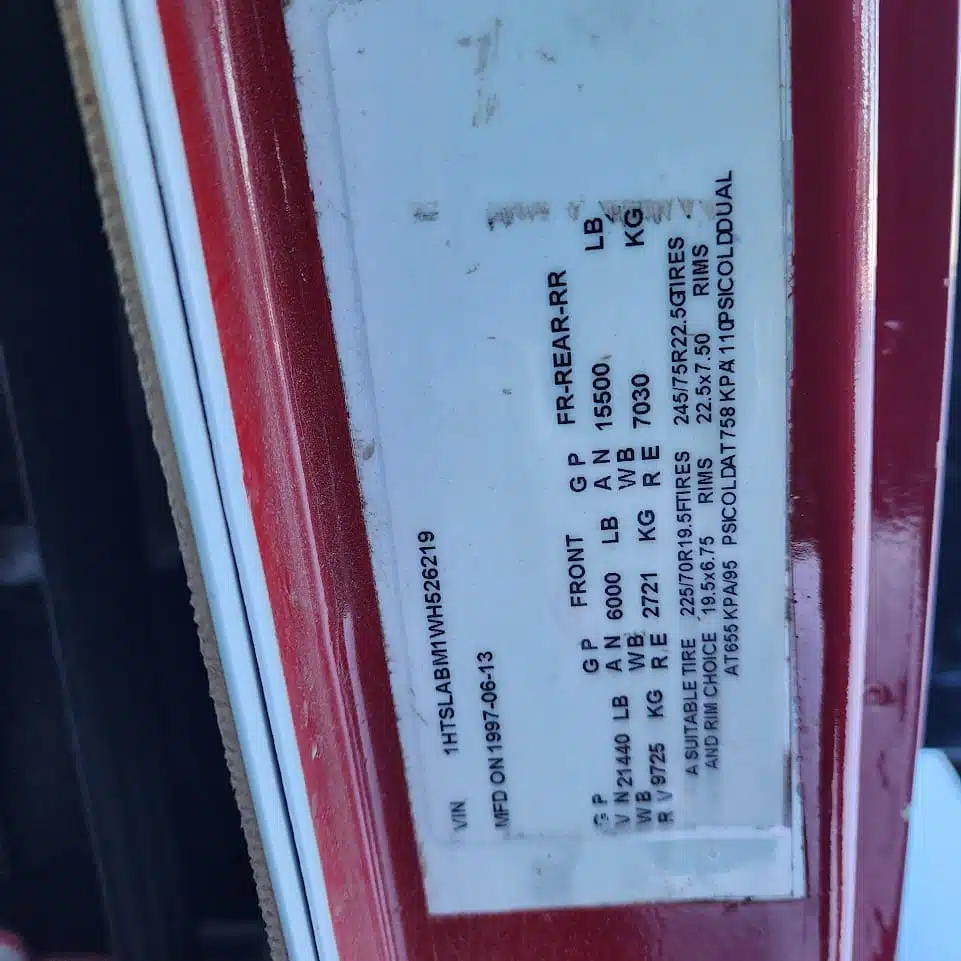 VIN 1HTSLABM1WH526219
MFD ON 1997-06-13
G P G P FRONT G P FR-REAR-RR
V N 21440 LB A N 6000 LB A N 15500 LB
W B W B W B
R V 9725 KG R E 2721 KG R E 7030 KG
A SUITABLE TIRE 225/70R19.5FTIRES 245/75R22.5GTIRES
AND RIM CHOICE 19.5x6.75 RIMS 22.5x7.50 RIMS
AT655 KPA/95 PSICOLDAT758 KPA/110PSICOLDDUAL